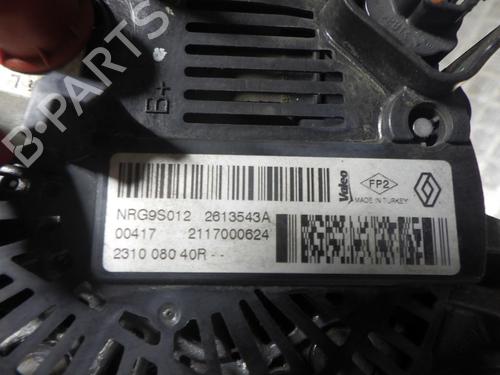 B+
Valeo
FP2
MADE IN TURKEY
NRG9S012 2613543A
00417 2117000624
2310 080 40R - -
B-PARTS